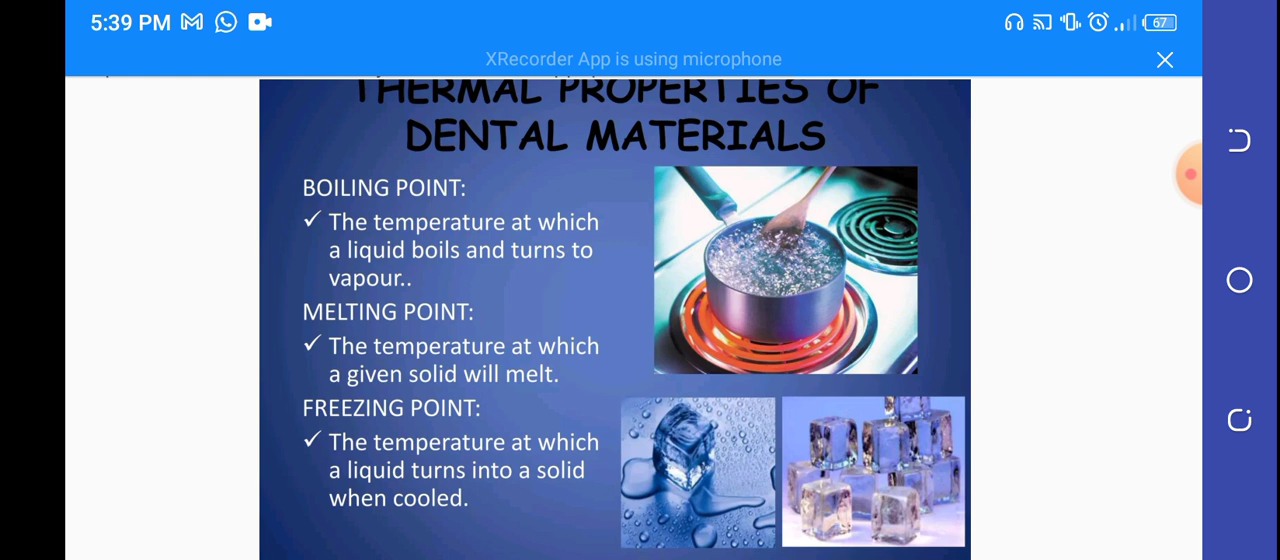 5:39 PM
67
XRecorder App is using microphone
THERMAL PROPERTIES OF
DENTAL MATERIALS
BOILING POINT:
✓ The temperature at which
a liquid boils and turns to
vapour..
MELTING POINT:
✓ The temperature at which
a given solid will melt.
FREEZING POINT:
✓ The temperature at which
a liquid turns into a solid
when cooled.